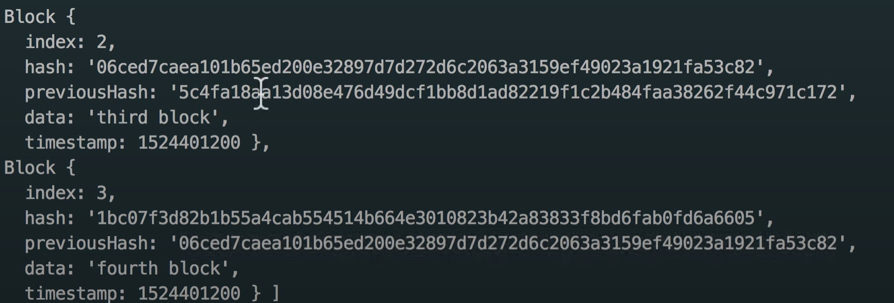 Block {
index: 2,
hash: '06ced7caea101b65ed200e32897d7d272d6c2063a3159ef49023a1921fa53c82',
previousHash: '5c4fa18aa13d08e476d49dcf1bb8d1ad82219f1c2b484faa38262f44c971c172',
data: 'third block',
timestamp: 1524401200 },
Block {
index: 3,
hash: '1bc07f3d82b1b55a4cab554514b664e3010823b42a83833f8bd6fab0fd6a6605',
previousHash: '06ced7caea101b65ed200e32897d7d272d6c2063a3159ef49023a1921fa53c82',
data: 'fourth block',
timestamp: 1524401200 } ]